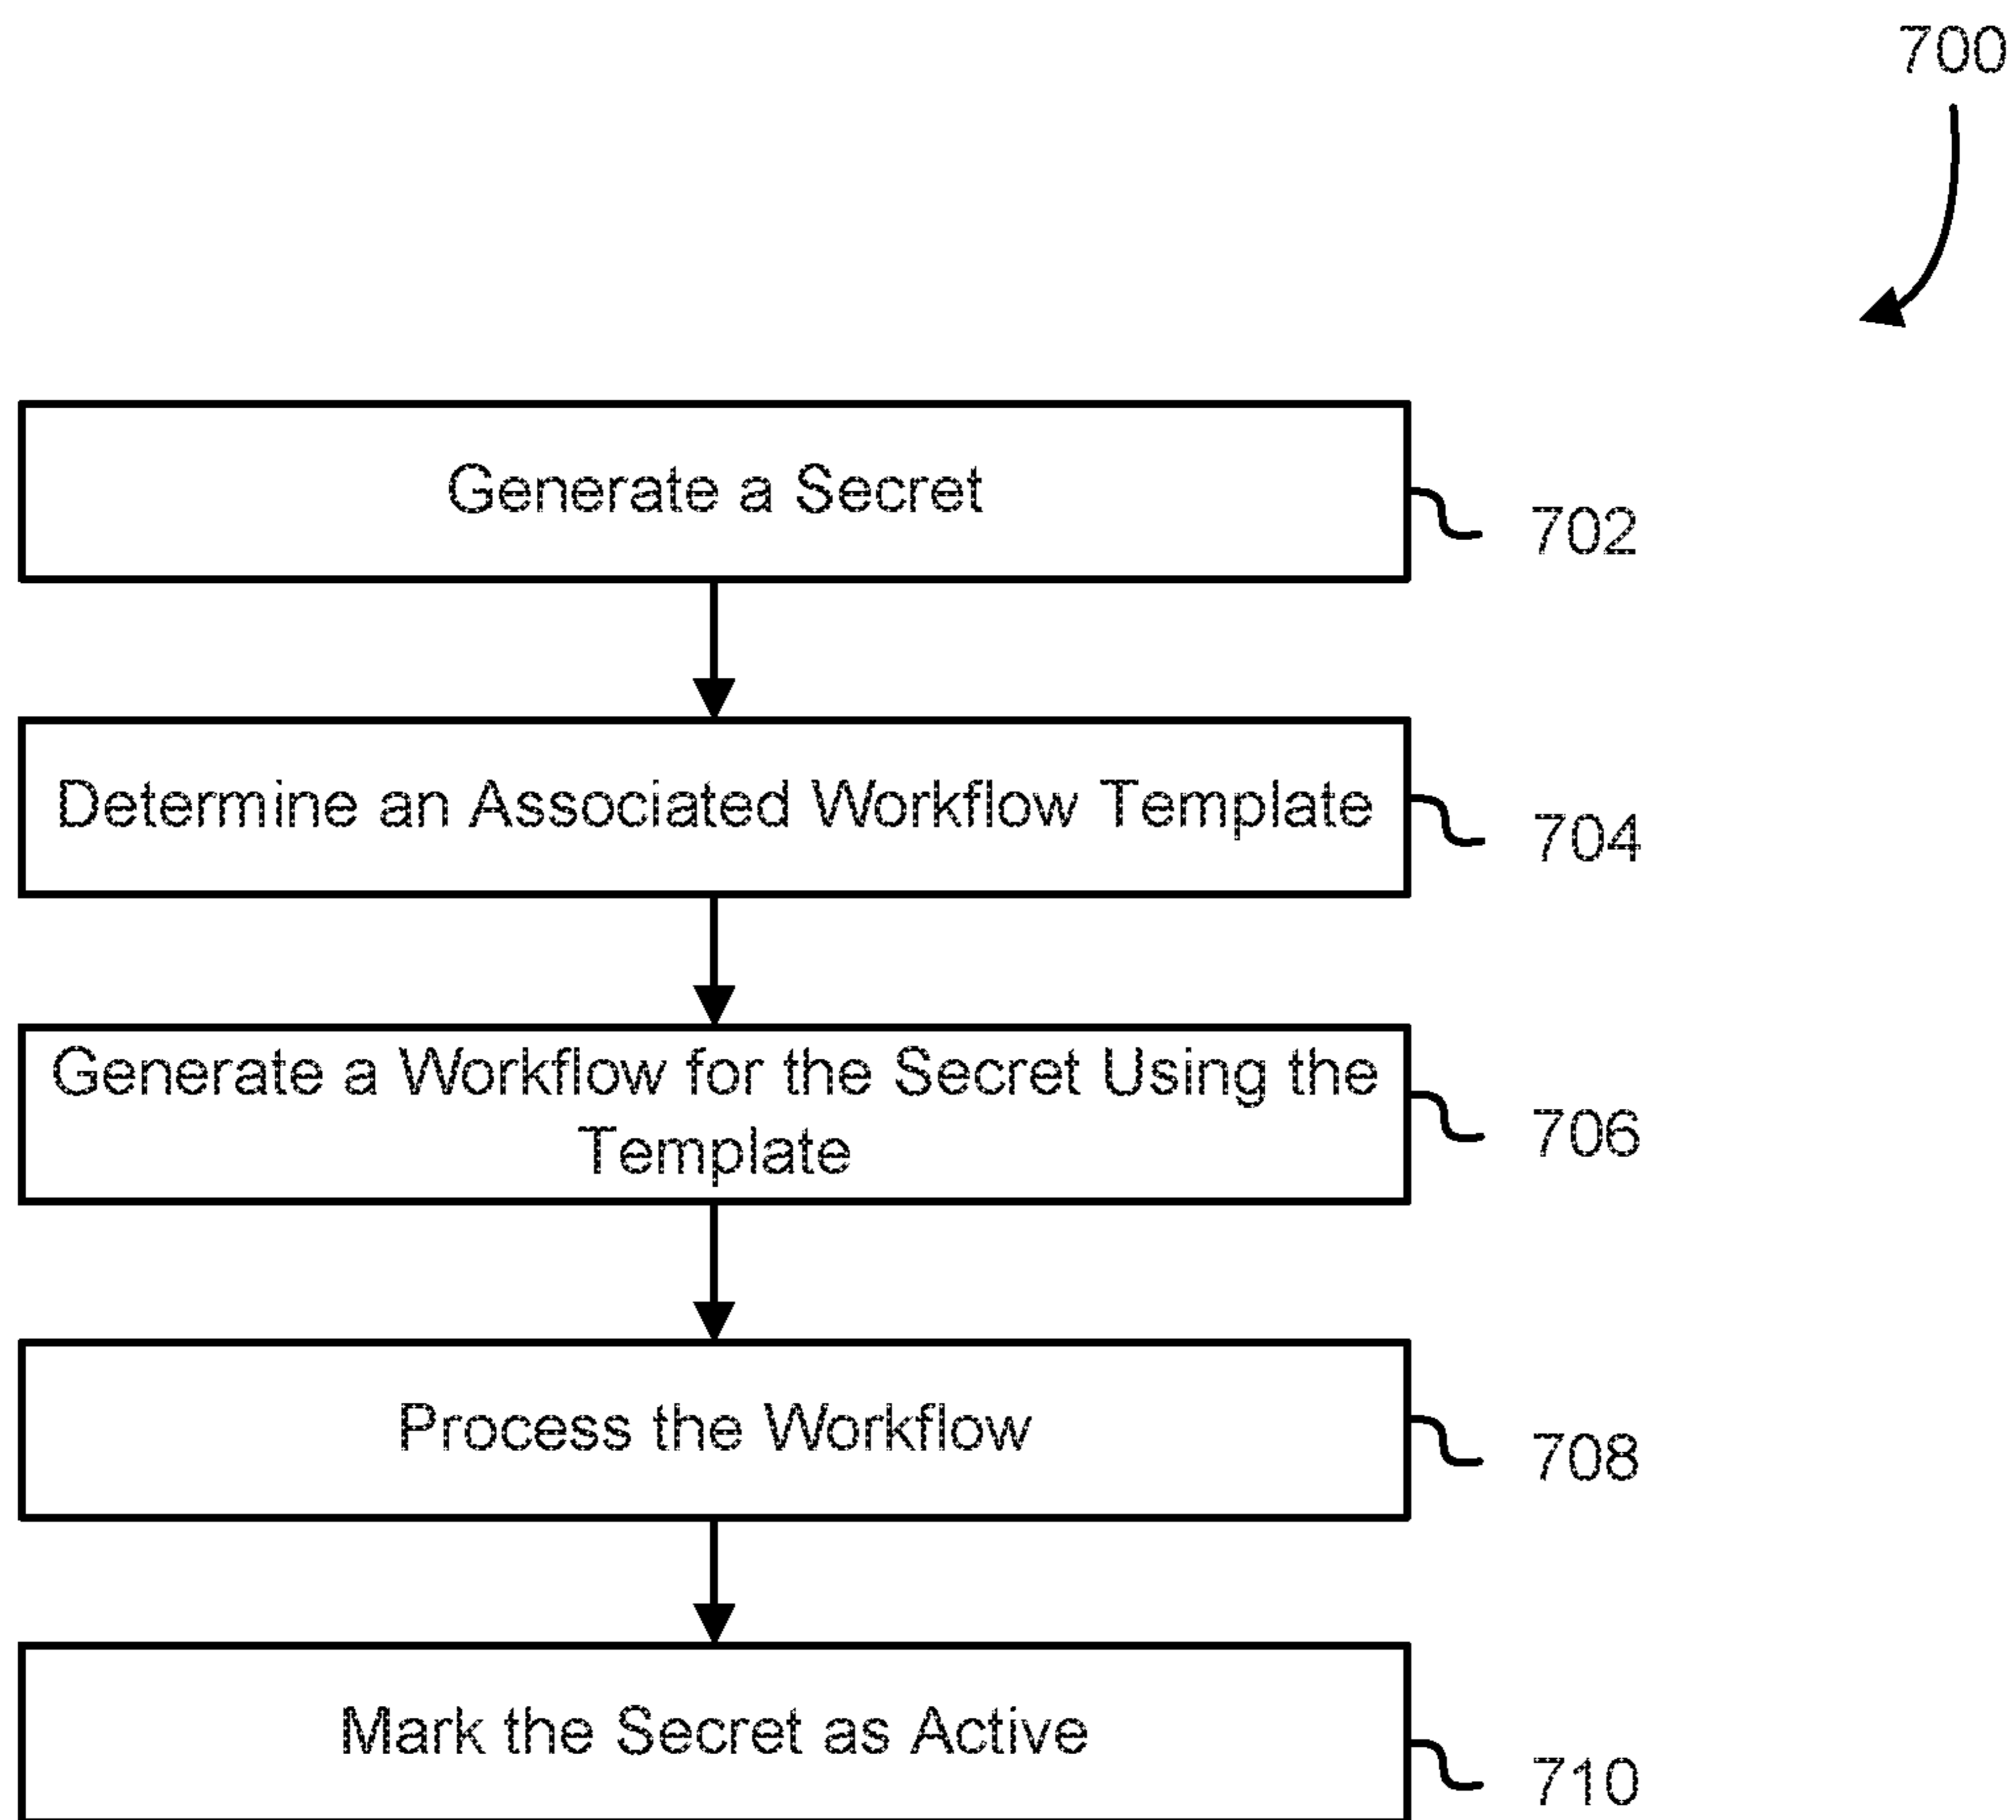 700
Generate a Secret
702
Determine an Associated Workflow Template
704
Generate a Workflow for the Secret Using the
Template
706
Process the Workflow
708
Mark the Secret as Active
710